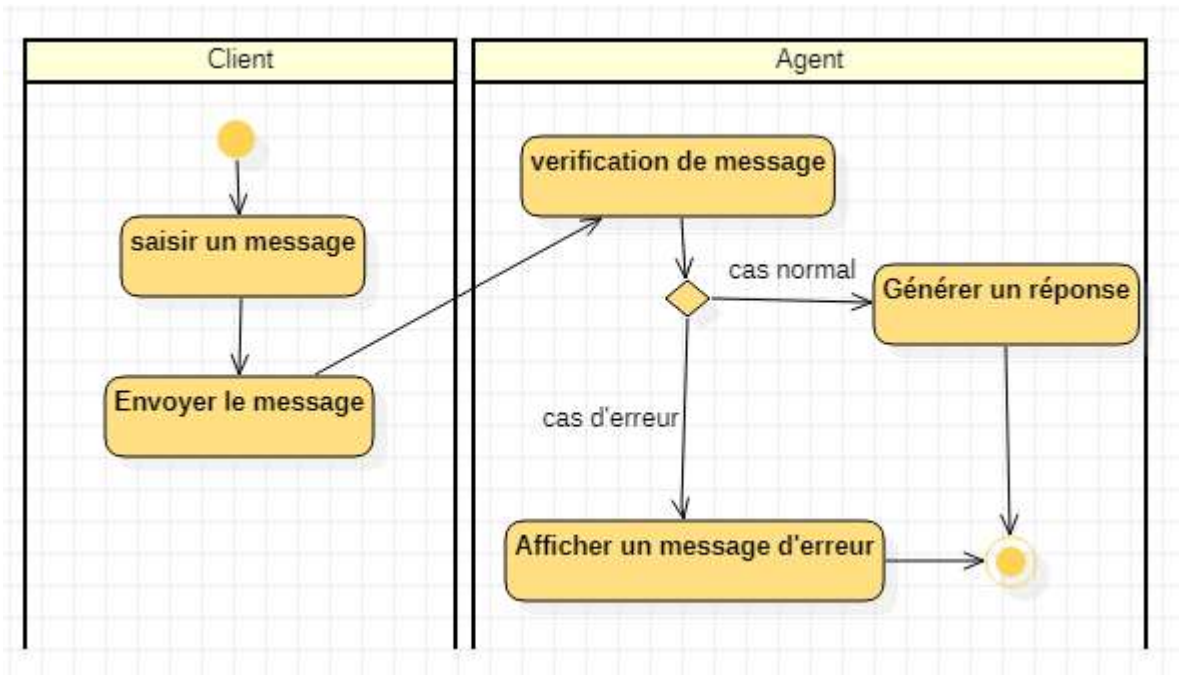 Client
Agent
saisir un message
Envoyer le message
verification de message
cas normal
Générer un réponse
cas d'erreur
Afficher un message d'erreur